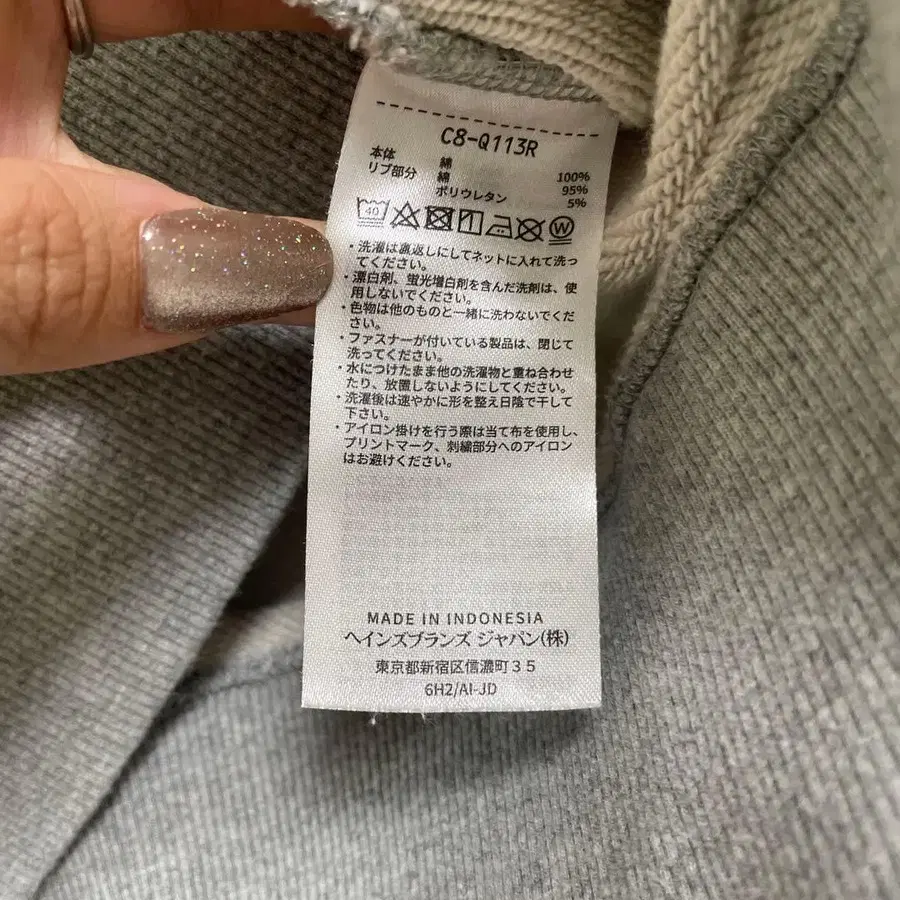 C8-Q113R
本体 綿 100%
リブ部分 綿 95%
ポリウレタン 5%
40 W
・洗濯は裏返しにしてネットに入れて洗っ
てください。
・漂白剤、蛍光増白剤を含んだ洗剤は、使
用しないでください。
・色物は他のものと一緒に洗わないでくだ
さい。
・ファスナーが付いている製品は、閉じて
洗ってください。
・水につけたまま他の洗濯物と重ね合わせ
たり、放置しないようにしてください。
・洗濯後は速やかに形を整え日陰で干して
下さい。
・アイロン掛けを行う際は当て布を使用し、
プリントマーク、刺繍部分へのアイロン
はお避けください。
MADE IN INDONESIA
ヘインズブランズ ジャパン(株)
東京都新宿区信濃町35
6H2/AI-JD